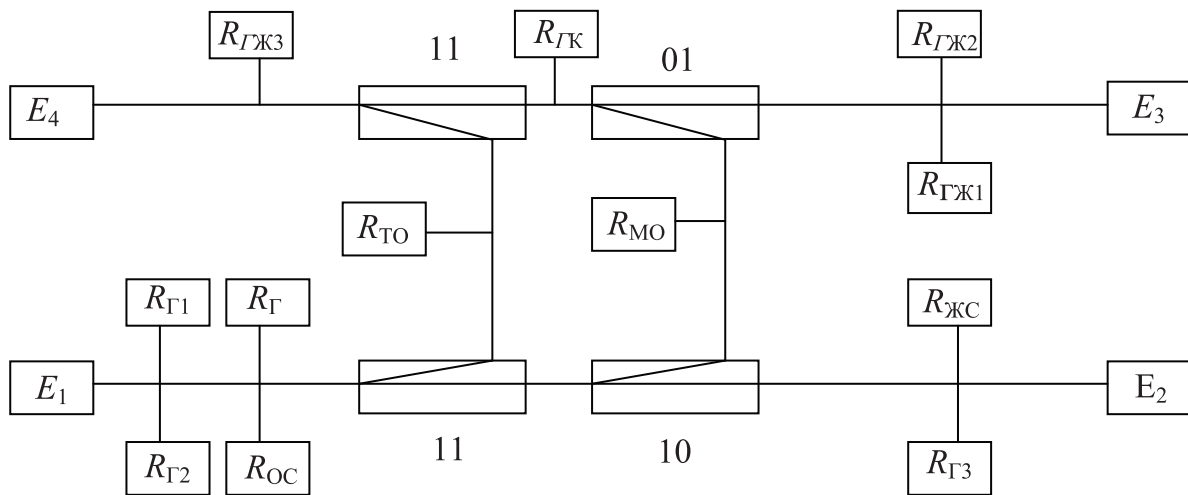 R_ГЖ3
11
R_ГК
01
R_ГЖ2
E_4
E_3
R_ГЖ1
R_ТО
R_МО
R_Г1
R_Г
R_ЖС
E_1
E_2
R_Г2
R_ОС
11
10
R_Г3